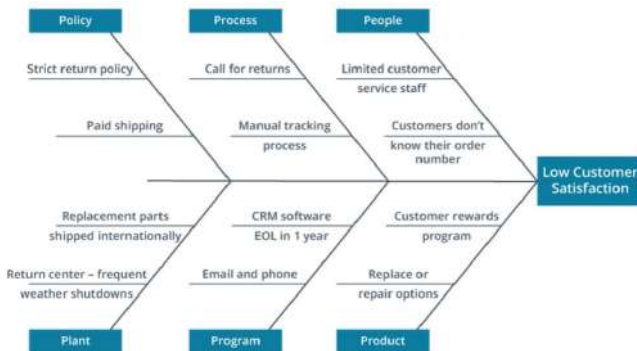 Policy
Process
People
Strict return policy
Call for returns
Limited customer
service staff
Paid shipping
Manual tracking
process
Customers don't
know their order
number
Low Customer
Satisfaction
Replacement parts
shipped internationally
CRM software
EOL in 1 year
Customer rewards
program
Return center – frequent
weather shutdowns
Email and phone
Replace or
repair options
Plant
Program
Product